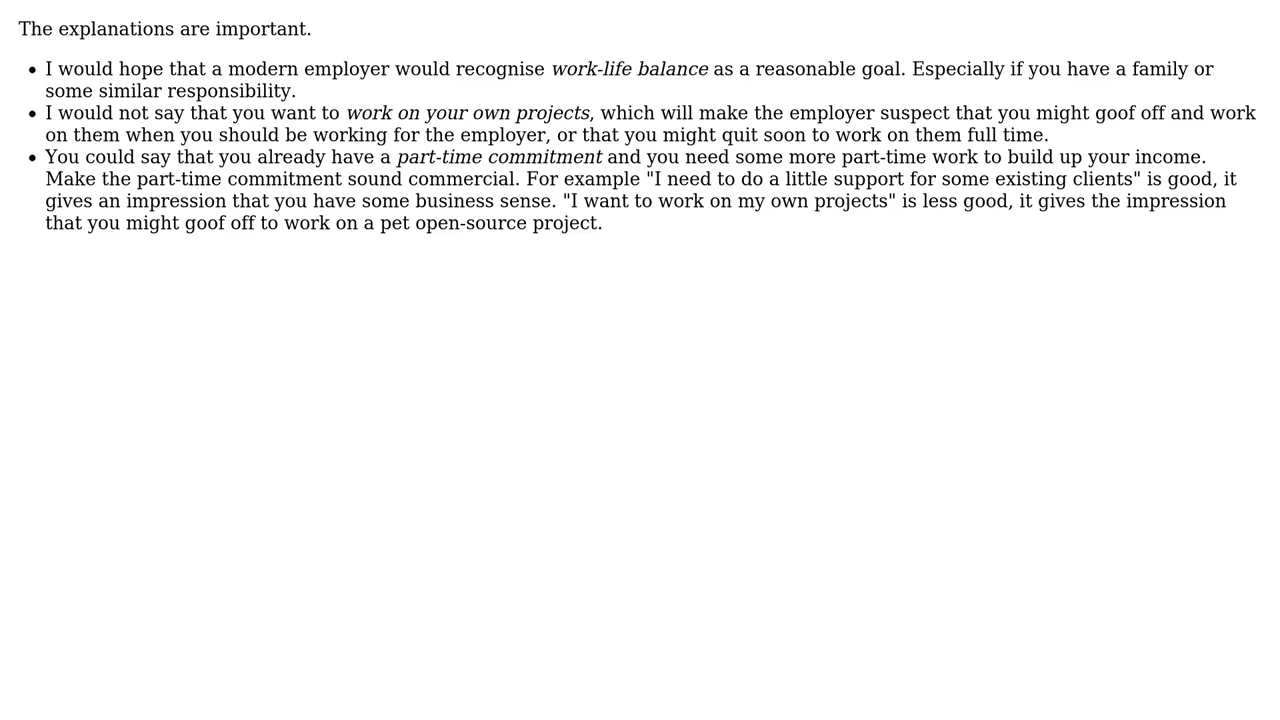 The explanations are important.
• I would hope that a modern employer would recognise work-life balance as a reasonable goal. Especially if you have a family or
some similar responsibility.
• I would not say that you want to work on your own projects, which will make the employer suspect that you might goof off and work
on them when you should be working for the employer, or that you might quit soon to work on them full time.
• You could say that you already have a part-time commitment and you need some more part-time work to build up your income.
Make the part-time commitment sound commercial. For example "I need to do a little support for some existing clients" is good, it
gives an impression that you have some business sense. "I want to work on my own projects" is less good, it gives the impression
that you might goof off to work on a pet open-source project.